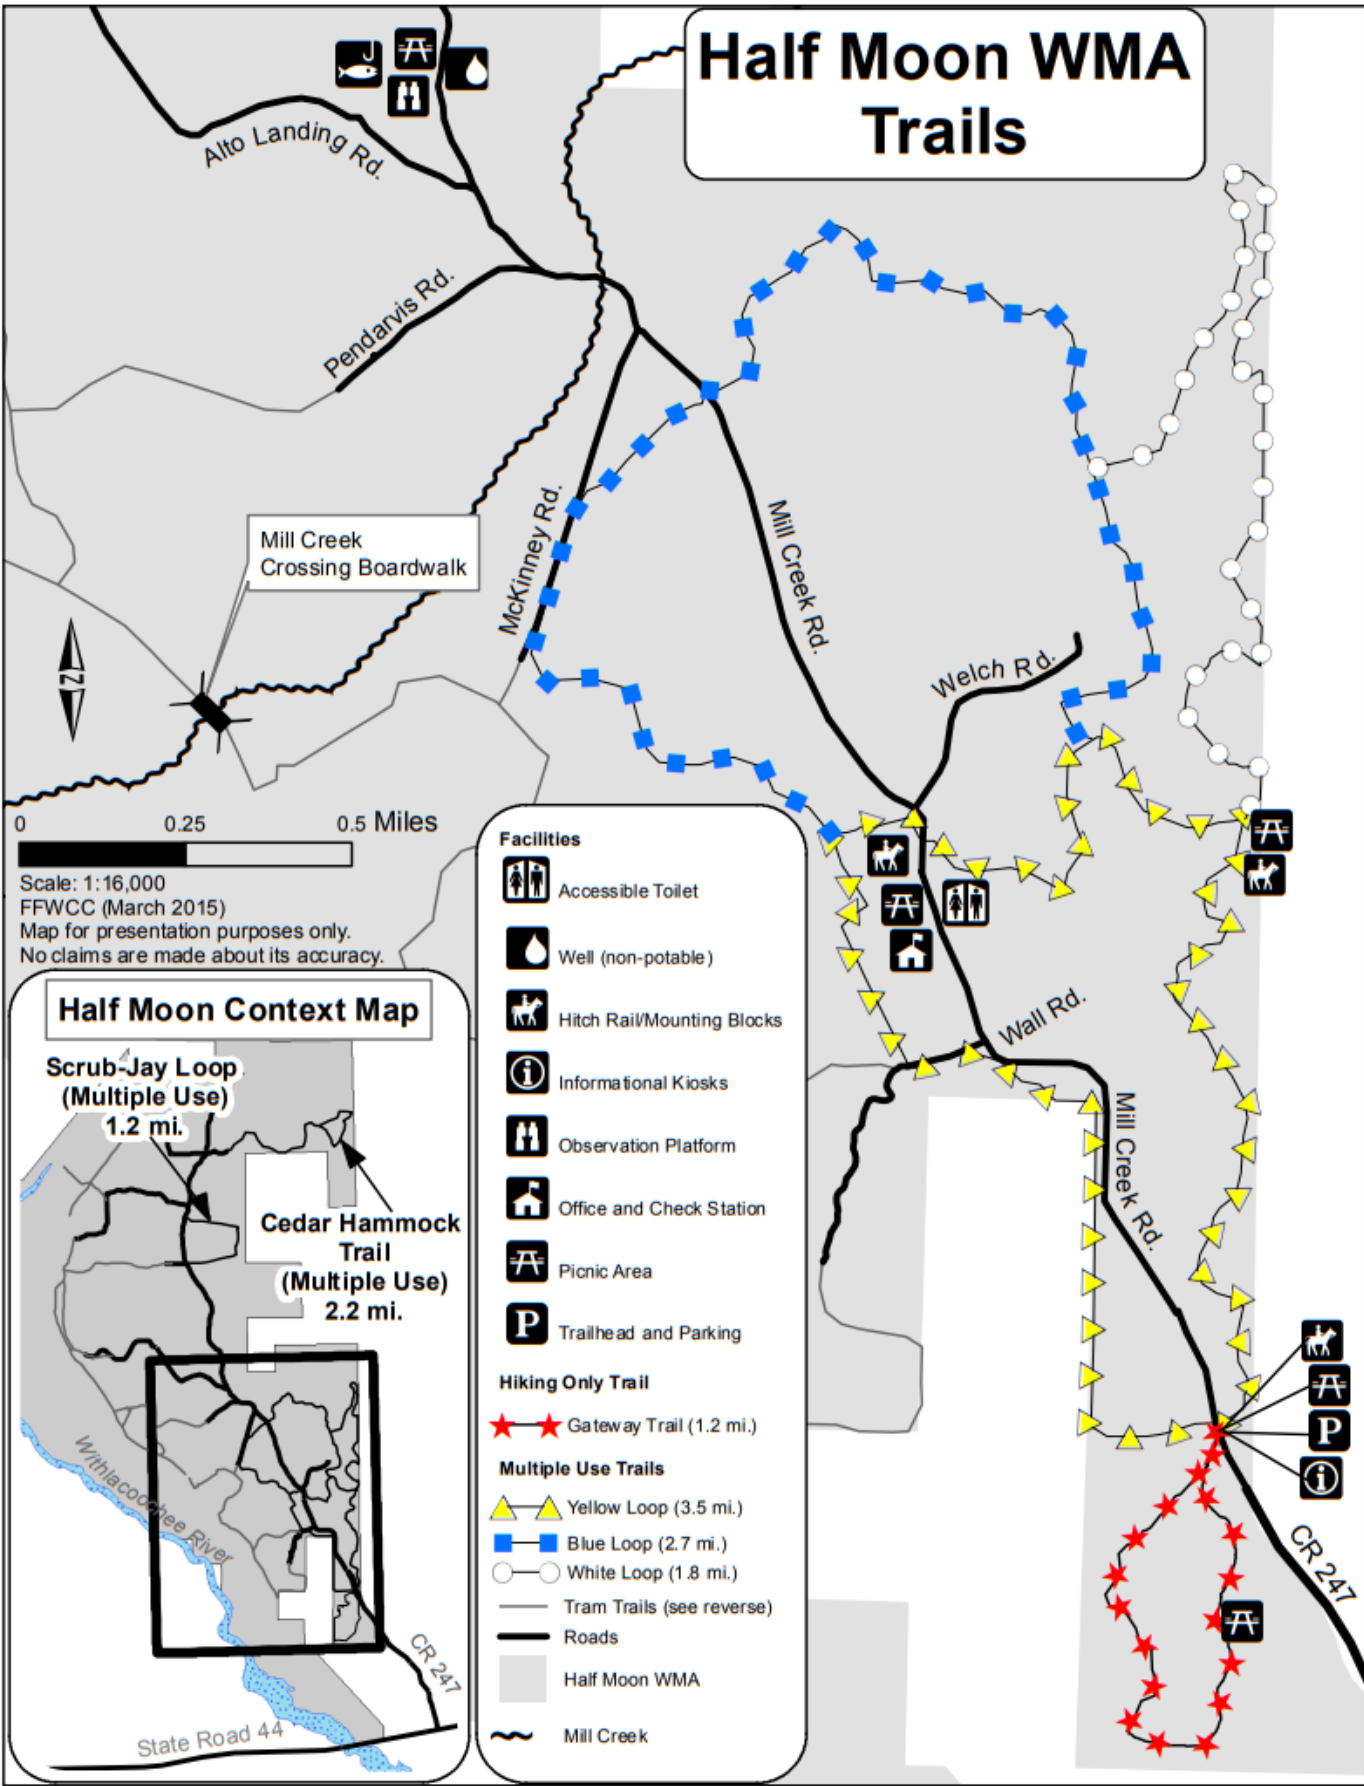 Half Moon WMA
Trails
Alto Landing Rd.
Pendarvis Rd.
McKinney Rd.
Mill Creek Rd.
Welch Rd.
Mill Creek
Crossing Boardwalk
N
0 0.25 0.5 Miles
Scale: 1:16,000
FFWCC (March 2015)
Map for presentation purposes only.
No claims are made about its accuracy.
Wall Rd.
Mill Creek Rd.
P
i
CR 247
Half Moon Context Map
Scrub-Jay Loop
(Multiple Use)
1.2 mi.
Cedar Hammock
Trail
(Multiple Use)
2.2 mi.
Withlacoochee River
CR 247
State Road 44
Facilities
Accessible Toilet
Well (non-potable)
Hitch Rail/Mounting Blocks
i Informational Kiosks
Observation Platform
Office and Check Station
Picnic Area
P Trailhead and Parking
Hiking Only Trail
Gateway Trail (1.2 mi.)
Multiple Use Trails
Yellow Loop (3.5 mi.)
Blue Loop (2.7 mi.)
White Loop (1.8 mi.)
Tram Trails (see reverse)
Roads
Half Moon WMA
Mill Creek